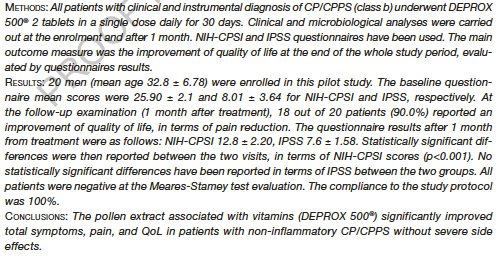 METHODS: All patients with clinical and instrumental diagnosis of CP/CPPS (class b) underwent DEPROX
500® 2 tablets in a single dose daily for 30 days. Clinical and microbiological analyses were carried
out at the enrolment and after 1 month. NIH-CPSI and IPSS questionnaires have been used. The main
outcome measure was the improvement of quality of life at the end of the whole study period, evalu-
ated by questionnaires results.
RESULTS: 20 men (mean age 32.8 ± 6.78) were enrolled in this pilot study. The baseline question-
naire mean scores were 25.90 ± 2.1 and 8.01 ± 3.64 for NIH-CPSI and IPSS, respectively. At
the follow-up examination (1 month after treatment), 18 out of 20 patients (90.0%) reported an
improvement of quality of life, in terms of pain reduction. The questionnaire results after 1 month
from treatment were as follows: NIH-CPSI 12.8 ± 2.20, IPSS 7.6 ± 1.58. Statistically significant dif-
ferences were then reported between the two visits, in terms of NIH-CPSI scores (p<0.001). No
statistically significant differences have been reported in terms of IPSS between the two groups. All
patients were negative at the Meares-Stamey test evaluation. The compliance to the study protocol
was 100%.
CONCLUSIONS: The pollen extract associated with vitamins (DEPROX 500®) significantly improved
total symptoms, pain, and QoL in patients with non-inflammatory CP/CPPS without severe side
effects.